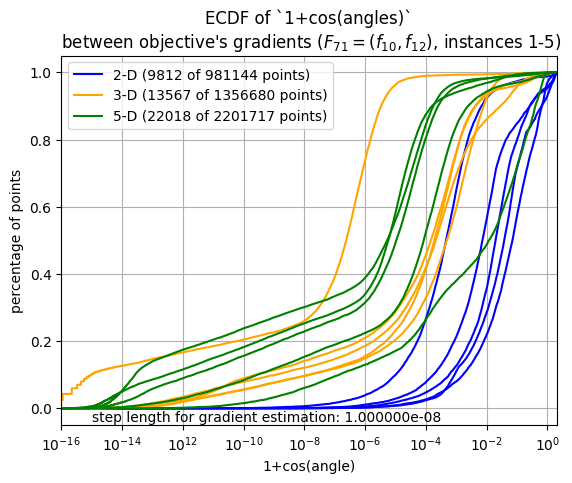 ECDF of `1+cos(angles)`
between objective's gradients (F₇₁ = (f₁₀, f₁₂), instances 1-5)
1.0
0.8
0.6
0.4
0.2
0.0
percentage of points
2-D (9812 of 981144 points)
3-D (13567 of 1356680 points)
5-D (22018 of 2201717 points)
step length for gradient estimation: 1.000000e-08
10⁻¹⁶ 10⁻¹⁴ 10⁻¹² 10⁻¹⁰ 10⁻⁸ 10⁻⁶ 10⁻⁴ 10⁻² 10⁰
1+cos(angle)